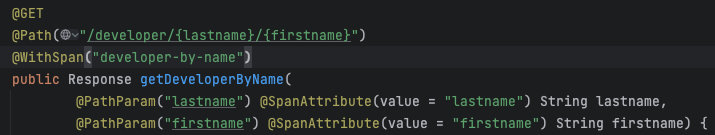 @GET
@Path("/developer/{lastname}/{firstname}")
@WithSpan("developer-by-name")
public Response getDeveloperByName(
@PathParam("lastname") @SpanAttribute(value = "lastname") String lastname,
@PathParam("firstname") @SpanAttribute(value = "firstname") String firstname) {